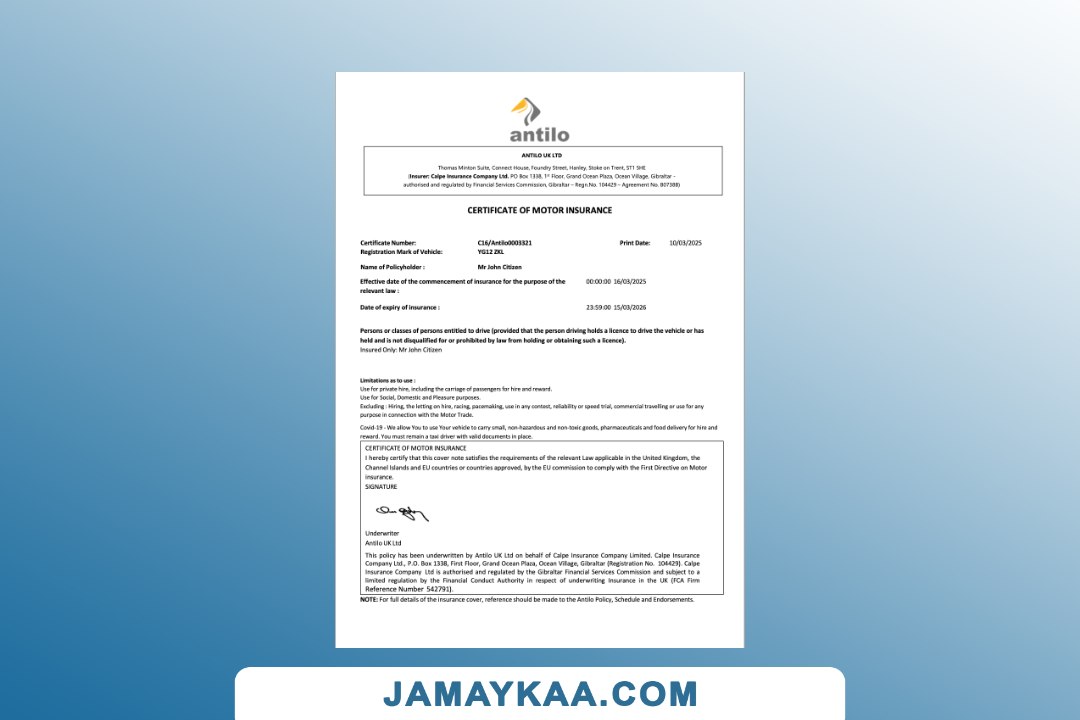 antilo
ANTILO UK LTD
Thomas Minton Suite, Connect House, Foundry Street, Hanley, Stoke on Trent, ST1 5HE
Insurer: Calpe Insurance Company Ltd. PO Box 1338, 1st Floor, Grand Ocean Plaza, Ocean Village, Gibraltar –
authorised and regulated by Financial Services Commission, Gibraltar – Regn.No. 104429 – Agreement No. B07388)
CERTIFICATE OF MOTOR INSURANCE
Certificate Number: C16/Antilo0003321 Print Date: 10/03/2025
Registration Mark of Vehicle: YG12 ZKL
Name of Policyholder : Mr John Citizen
Effective date of the commencement of insurance for the purpose of the 00:00:00 16/03/2025
relevant law :
Date of expiry of insurance : 23:59:00 15/03/2026
Persons or classes of persons entitled to drive (provided that the person driving holds a licence to drive the vehicle or has
held and is not disqualified for or prohibited by law from holding or obtaining such a licence).
Insured Only: Mr John Citizen
Limitations as to use :
Use for private hire, including the carriage of passengers for hire and reward.
Use for Social, Domestic and Pleasure purposes.
Excluding : Hiring, the letting on hire, racing, pacemaking, use in any contest, reliability or speed trial, commercial travelling or use for any
purpose in connection with the Motor Trade.
Covid-19 - We allow You to use Your vehicle to carry small, non-hazardous and non-toxic goods, pharmaceuticals and food delivery for hire and
reward. You must remain a taxi driver with valid documents in place.
CERTIFICATE OF MOTOR INSURANCE
I hereby certify that this cover note satisfies the requirements of the relevant Law applicable in the United Kingdom, the
Channel Islands and EU countries or countries approved, by the EU commission to comply with the First Directive on Motor
Insurance.
SIGNATURE
Underwriter
Antilo UK Ltd
This policy has been underwritten by Antilo UK Ltd on behalf of Calpe Insurance Company Limited. Calpe Insurance
Company Ltd., P.O. Box 1338, First Floor, Grand Ocean Plaza, Ocean Village, Gibraltar (Registration No. 104429). Calpe
Insurance Company Ltd is authorised and regulated by the Gibraltar Financial Services Commission and subject to a
limited regulation by the Financial Conduct Authority in respect of underwriting Insurance in the UK (FCA Firm
Reference Number 542791).
NOTE: For full details of the insurance cover, reference should be made to the Antilo Policy, Schedule and Endorsements.
JAMAYKAA.COM